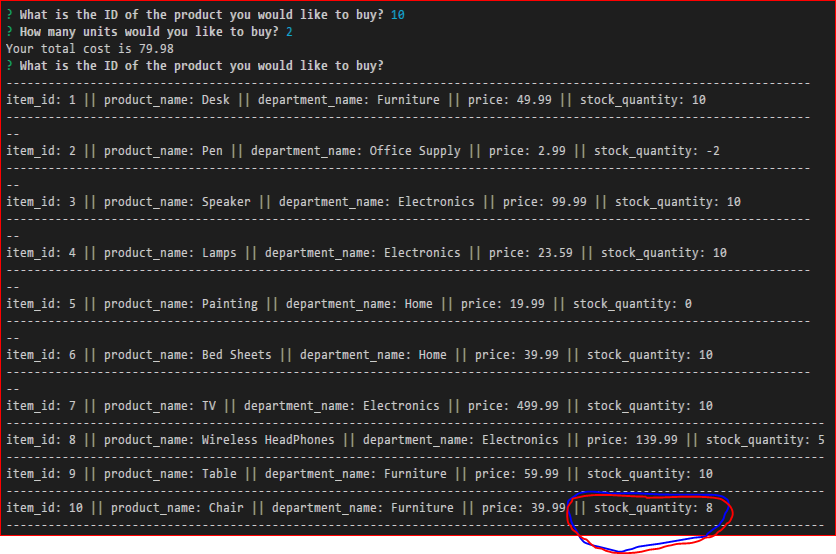 ? What is the ID of the product you would like to buy? 10
? How many units would you like to buy? 2
Your total cost is 79.98
? What is the ID of the product you would like to buy?
-------------------------------------------------------------------------------------------------------------------
item_id: 1 || product_name: Desk || department_name: Furniture || price: 49.99 || stock_quantity: 10
-------------------------------------------------------------------------------------------------------------------
--
item_id: 2 || product_name: Pen || department_name: Office Supply || price: 2.99 || stock_quantity: -2
-------------------------------------------------------------------------------------------------------------------
--
item_id: 3 || product_name: Speaker || department_name: Electronics || price: 99.99 || stock_quantity: 10
-------------------------------------------------------------------------------------------------------------------
--
item_id: 4 || product_name: Lamps || department_name: Electronics || price: 23.59 || stock_quantity: 10
-------------------------------------------------------------------------------------------------------------------
--
item_id: 5 || product_name: Painting || department_name: Home || price: 19.99 || stock_quantity: 0
-------------------------------------------------------------------------------------------------------------------
--
item_id: 6 || product_name: Bed Sheets || department_name: Home || price: 39.99 || stock_quantity: 10
-------------------------------------------------------------------------------------------------------------------
--
item_id: 7 || product_name: TV || department_name: Electronics || price: 499.99 || stock_quantity: 10
---------------------------------------------------------------------------------------------------------------------
item_id: 8 || product_name: Wireless HeadPhones || department_name: Electronics || price: 139.99 || stock_quantity: 5
---------------------------------------------------------------------------------------------------------------------
item_id: 9 || product_name: Table || department_name: Furniture || price: 59.99 || stock_quantity: 10
---------------------------------------------------------------------------------------------------------------------
item_id: 10 || product_name: Chair || department_name: Furniture || price: 39.99 || stock_quantity: 8
---------------------------------------------------------------------------------------------------------------------